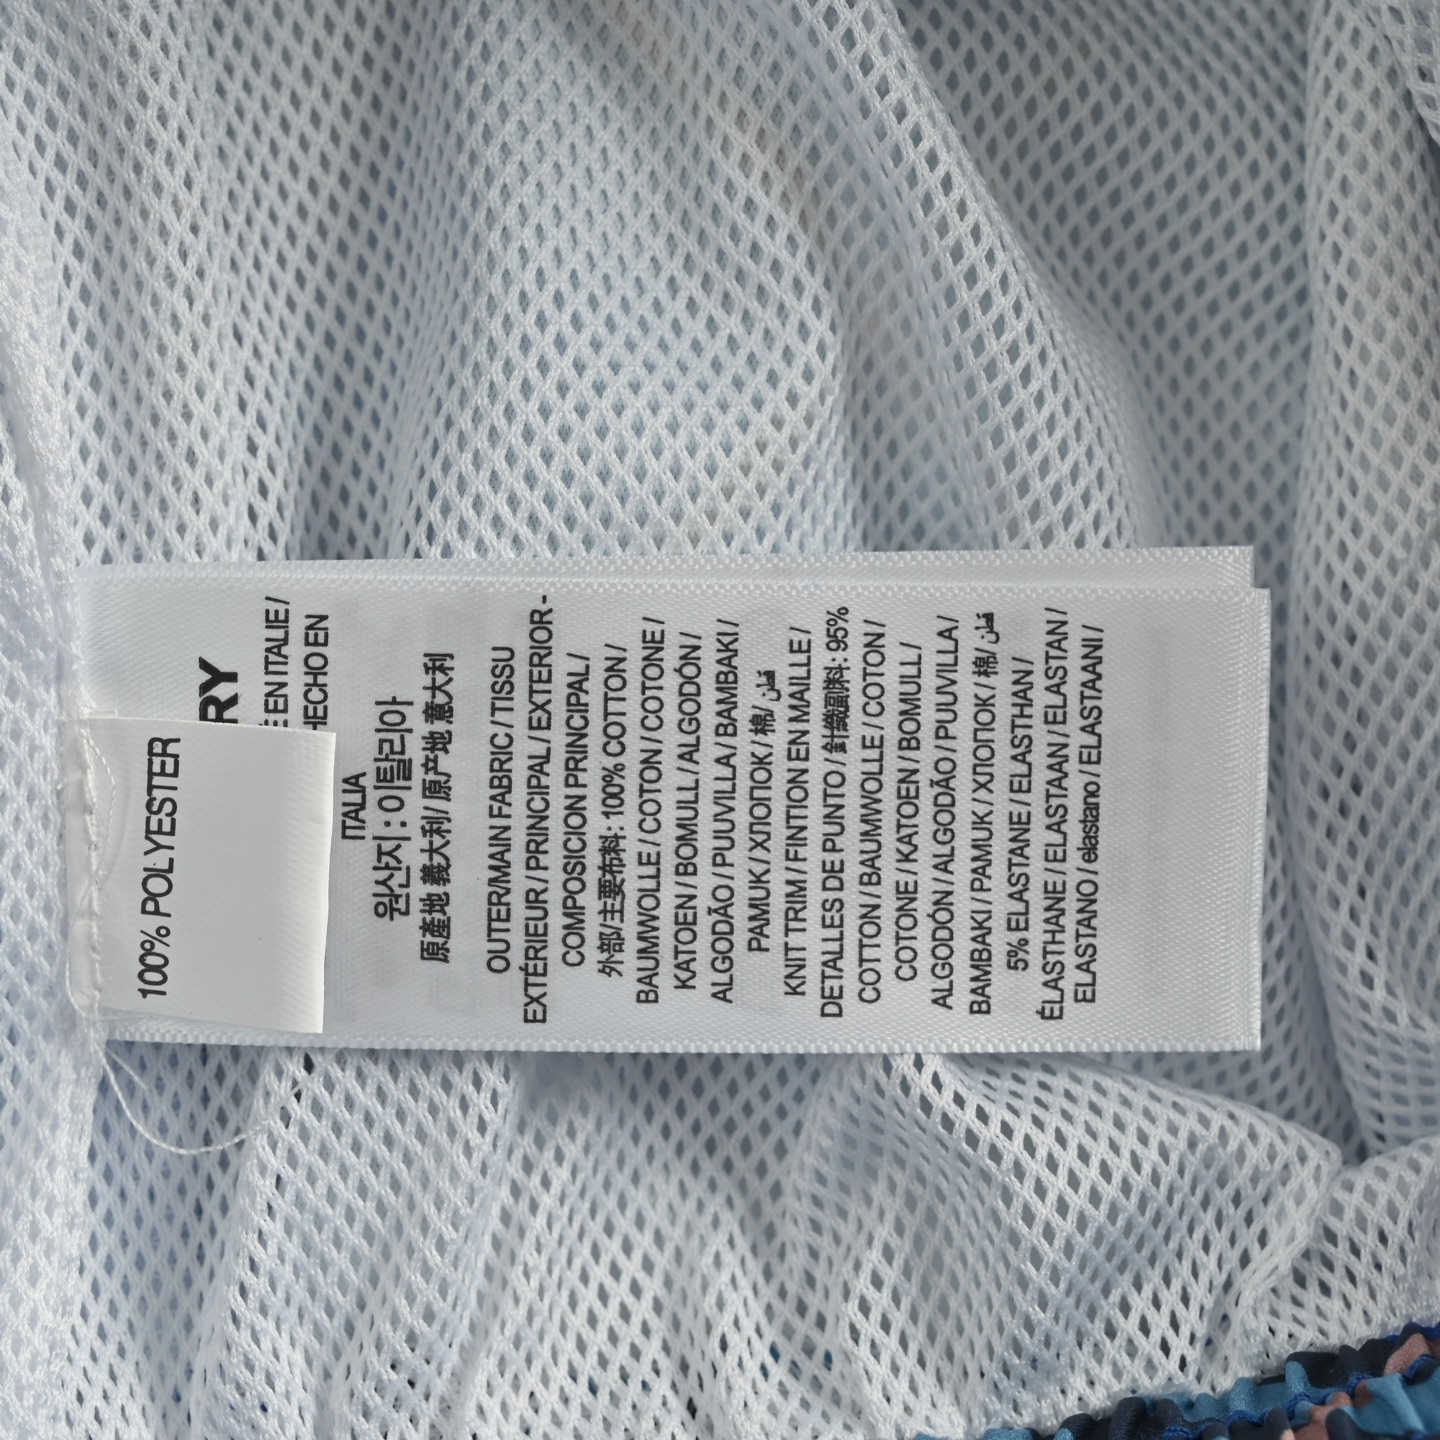 100% POLYESTER
RY
EN ITALIE /
HECHO EN
ITALIA
원산지 : 이탈리아
原產地 義大利/ 原产地 意大利
OUTER/MAIN FABRIC / TISSU
EXTÉRIEUR / PRINCIPAL / EXTERIOR -
COMPOSICION PRINCIPAL /
外部/主要布料: 100% COTTON /
BAUMWOLLE / COTON / COTONE /
KATOEN / BOMULL / ALGODÓN /
ALGODÃO / PUUVILLA / BAMBAKI /
PAMUK / ХЛОПОК / 棉/ قطن
KNIT TRIM / FINTION EN MAILLE /
DETALLES DE PUNTO / 針織副料: 95%
COTTON / BAUMWOLLE / COTON /
COTONE / KATOEN / BOMULL /
ALGODÓN / ALGODÃO / PUUVILLA /
BAMBAKI / PAMUK / ХЛОПОК / 棉/ قطن
5% ELASTANE / ELASTHAN /
ÉLASTHANE / ELASTAAN / ELASTAN /
ELASTANO / elastano / ELASTAANI /